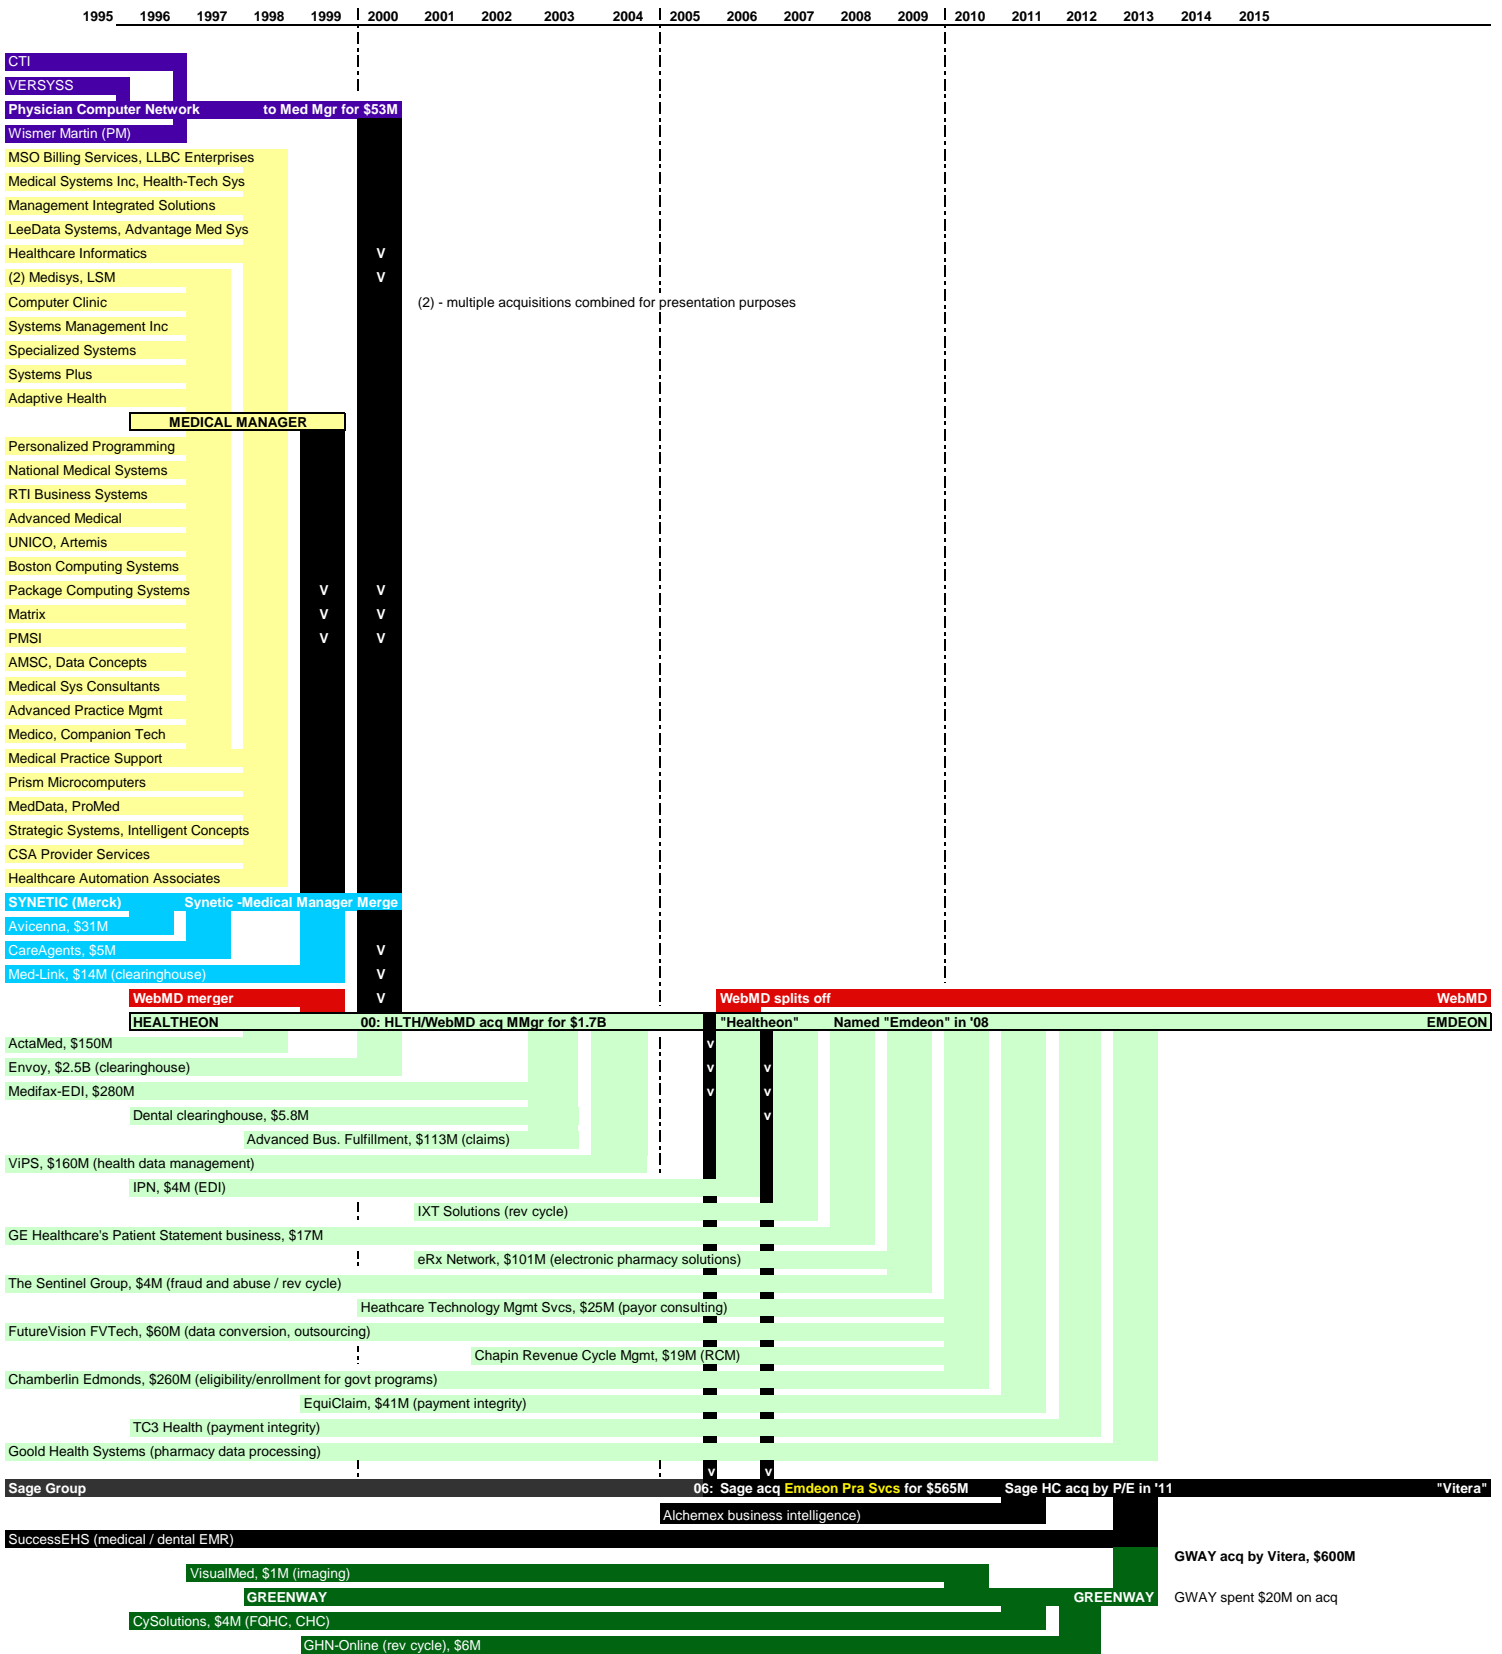 1995 1996 1997 1998 1999 2000 2001 2002 2003 2004 2005 2006 2007 2008 2009 2010 2011 2012 2013 2014 2015
CTI
VERSYSS
Physician Computer Network to Med Mgr for $53M
Wismer Martin (PM)
MSO Billing Services, LLBC Enterprises
Medical Systems Inc, Health-Tech Sys
Management Integrated Solutions
LeeData Systems, Advantage Med Sys
Healthcare Informatics V
(2) Medisys, LSM V
Computer Clinic (2) - multiple acquisitions combined for presentation purposes
Systems Management Inc
Specialized Systems
Systems Plus
Adaptive Health
MEDICAL MANAGER
Personalized Programming
National Medical Systems
RTI Business Systems
Advanced Medical
UNICO, Artemis
Boston Computing Systems
Package Computing Systems V V
Matrix V V
PMSI V V
AMSC, Data Concepts
Medical Sys Consultants
Advanced Practice Mgmt
Medico, Companion Tech
Medical Practice Support
Prism Microcomputers
MedData, ProMed
Strategic Systems, Intelligent Concepts
CSA Provider Services
Healthcare Automation Associates
SYNETIC (Merck) Synetic -Medical Manager Merge
Avicenna, $31M
CareAgents, $5M V
Med-Link, $14M (clearinghouse) V
WebMD merger V WebMD splits off WebMD
HEALTHEON 00: HLTH/WebMD acq MMgr for $1.7B "Healtheon" Named "Emdeon" in '08 EMDEON
ActaMed, $150M v
Envoy, $2.5B (clearinghouse) v v
Medifax-EDI, $280M v v
Dental clearinghouse, $5.8M v
Advanced Bus. Fulfillment, $113M (claims)
ViPS, $160M (health data management)
IPN, $4M (EDI)
IXT Solutions (rev cycle)
GE Healthcare's Patient Statement business, $17M
eRx Network, $101M (electronic pharmacy solutions)
The Sentinel Group, $4M (fraud and abuse / rev cycle)
Heathcare Technology Mgmt Svcs, $25M (payor consulting)
FutureVision FVTech, $60M (data conversion, outsourcing)
Chapin Revenue Cycle Mgmt, $19M (RCM)
Chamberlin Edmonds, $260M (eligibility/enrollment for govt programs)
EquiClaim, $41M (payment integrity)
TC3 Health (payment integrity)
Goold Health Systems (pharmacy data processing)
v v
Sage Group 06: Sage acq Emdeon Pra Svcs for $565M Sage HC acq by P/E in '11 "Vitera"
Alchemex business intelligence)
SuccessEHS (medical / dental EMR)
GWAY acq by Vitera, $600M
VisualMed, $1M (imaging)
GREENWAY GREENWAY GWAY spent $20M on acq
CySolutions, $4M (FQHC, CHC)
GHN-Online (rev cycle), $6M